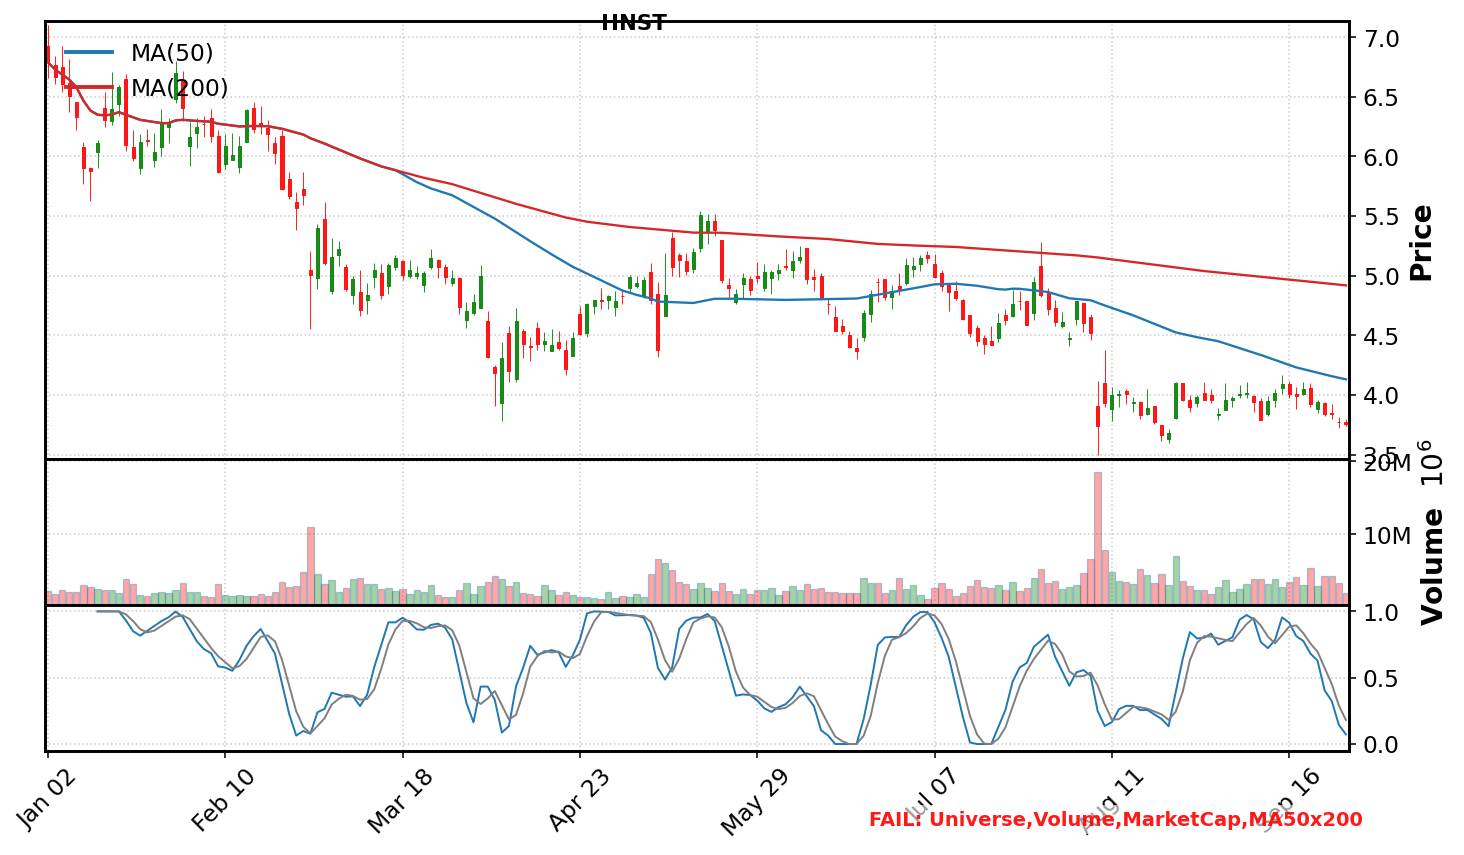 HNST
MA(50)
MA(200)
7.0
6.5
6.0
5.5
5.0
4.5
4.0
3.5
Price
20M
10M
Volume 10^6
1.0
0.5
0.0
Jan 02
Feb 10
Mar 18
Apr 23
May 29
Jul 07
Aug 11
Sep 16
FAIL: Universe,Volume,MarketCap,MA50x200